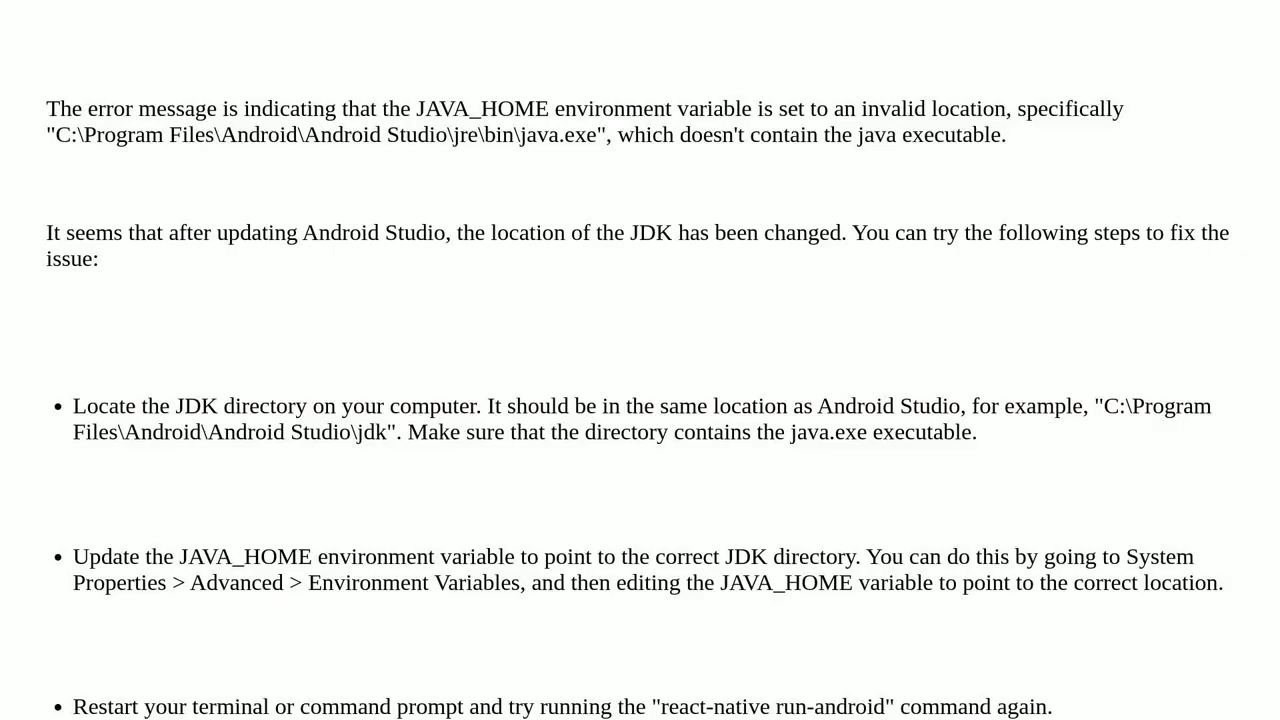 The error message is indicating that the JAVA_HOME environment variable is set to an invalid location, specifically
"C:\Program Files\Android\Android Studio\jre\bin\java.exe", which doesn't contain the java executable.
It seems that after updating Android Studio, the location of the JDK has been changed. You can try the following steps to fix the
issue:
• Locate the JDK directory on your computer. It should be in the same location as Android Studio, for example, "C:\Program
Files\Android\Android Studio\jdk". Make sure that the directory contains the java.exe executable.
• Update the JAVA_HOME environment variable to point to the correct JDK directory. You can do this by going to System
Properties > Advanced > Environment Variables, and then editing the JAVA_HOME variable to point to the correct location.
• Restart your terminal or command prompt and try running the "react-native run-android" command again.